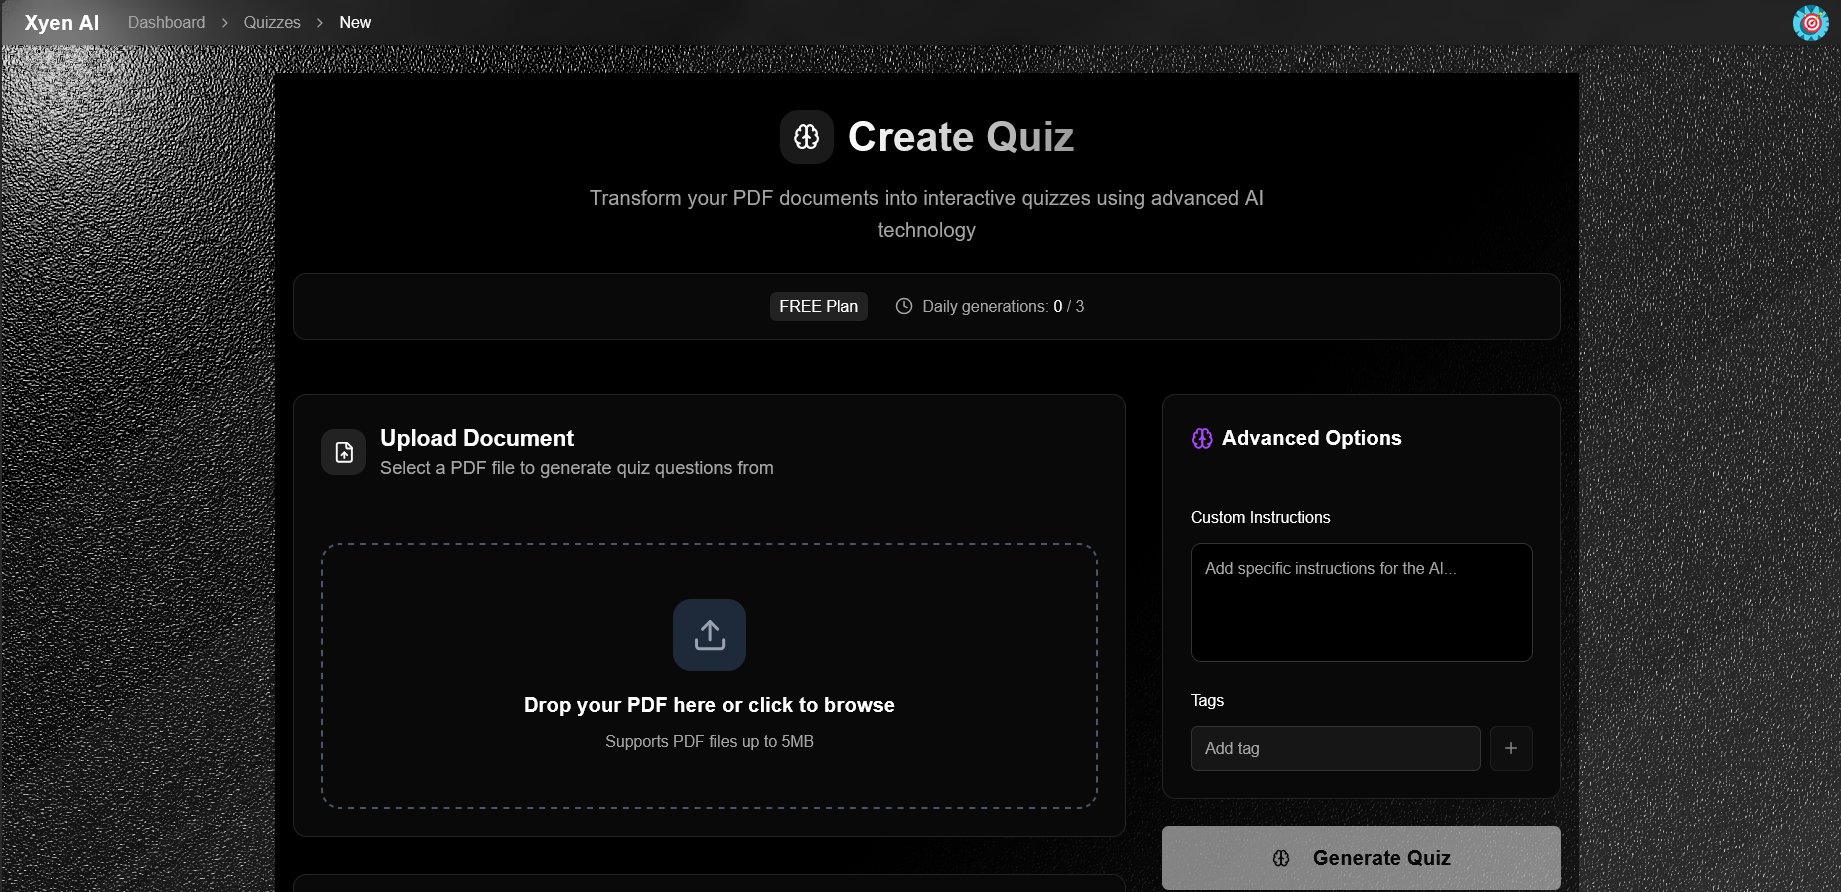 Xyen AI Dashboard Quizzes New
Create Quiz
Transform your PDF documents into interactive quizzes using advanced AI
technology
FREE Plan Daily generations: 0 / 3
Upload Document
Select a PDF file to generate quiz questions from
Drop your PDF here or click to browse
Supports PDF files up to 5MB
Advanced Options
Custom Instructions
Add specific instructions for the AI...
Tags
Add tag
Generate Quiz